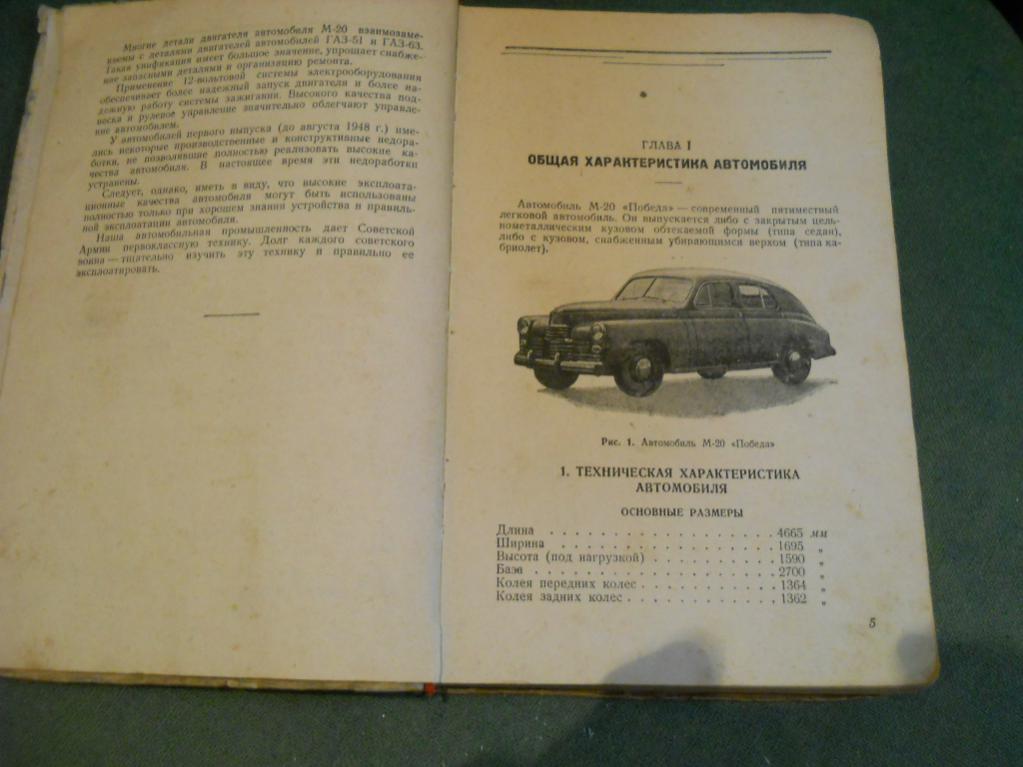 Многие детали двигателя автомобиля М-20 взаимозаме-
няемы с деталями двигателей автомобилей ГАЗ-51 и ГАЗ-63.
Такая унификация имеет большое значение, упрощает снабже-
ние запасными деталями и организацию ремонта.
Применение 12-вольтовой системы электрооборудования
обеспечивает более надежный запуск двигателя и более на-
дежную работу системы зажигания. Высокого качества под-
веска и рулевое управление значительно облегчают управле-
ние автомобилем.
У автомобилей первого выпуска (до августа 1948 г.) име-
лись некоторые производственные и конструктивные недора-
ботки, не позволявшие полностью реализовать высокие ка-
чества автомобиля. В настоящее время эти недоработки
устранены.
Следует, однако, иметь в виду, что высокие эксплоата-
ционные качества автомобиля могут быть использованы
полностью только при хорошем знании устройства и правиль-
ной эксплоатации автомобиля.
Наша автомобильная промышленность дает Советской
Армии первоклассную технику. Долг каждого советского
воина — тщательно изучить эту технику и правильно ее
эксплоатировать.
ГЛАВА I
ОБЩАЯ ХАРАКТЕРИСТИКА АВТОМОБИЛЯ
Автомобиль М-20 «Победа» — современный пятиместный
легковой автомобиль. Он выпускается либо с закрытым цель-
нометаллическим кузовом обтекаемой формы (типа седан),
либо с кузовом, снабженным убирающимся верхом (типа ка-
бриолет).
Рис. 1. Автомобиль М-20 «Победа»
1. ТЕХНИЧЕСКАЯ ХАРАКТЕРИСТИКА
АВТОМОБИЛЯ
ОСНОВНЫЕ РАЗМЕРЫ
Длина . . . . . . . . . . . . . . . . . . 4665 мм
Ширина . . . . . . . . . . . . . . . . . 1695 „
Высота (под нагрузкой) . . . . . . . . . . 1590 „
База . . . . . . . . . . . . . . . . . . . 2700 „
Колея передних колес . . . . . . . . . . . 1364 „
Колея задних колес . . . . . . . . . . . . 1362 „
5